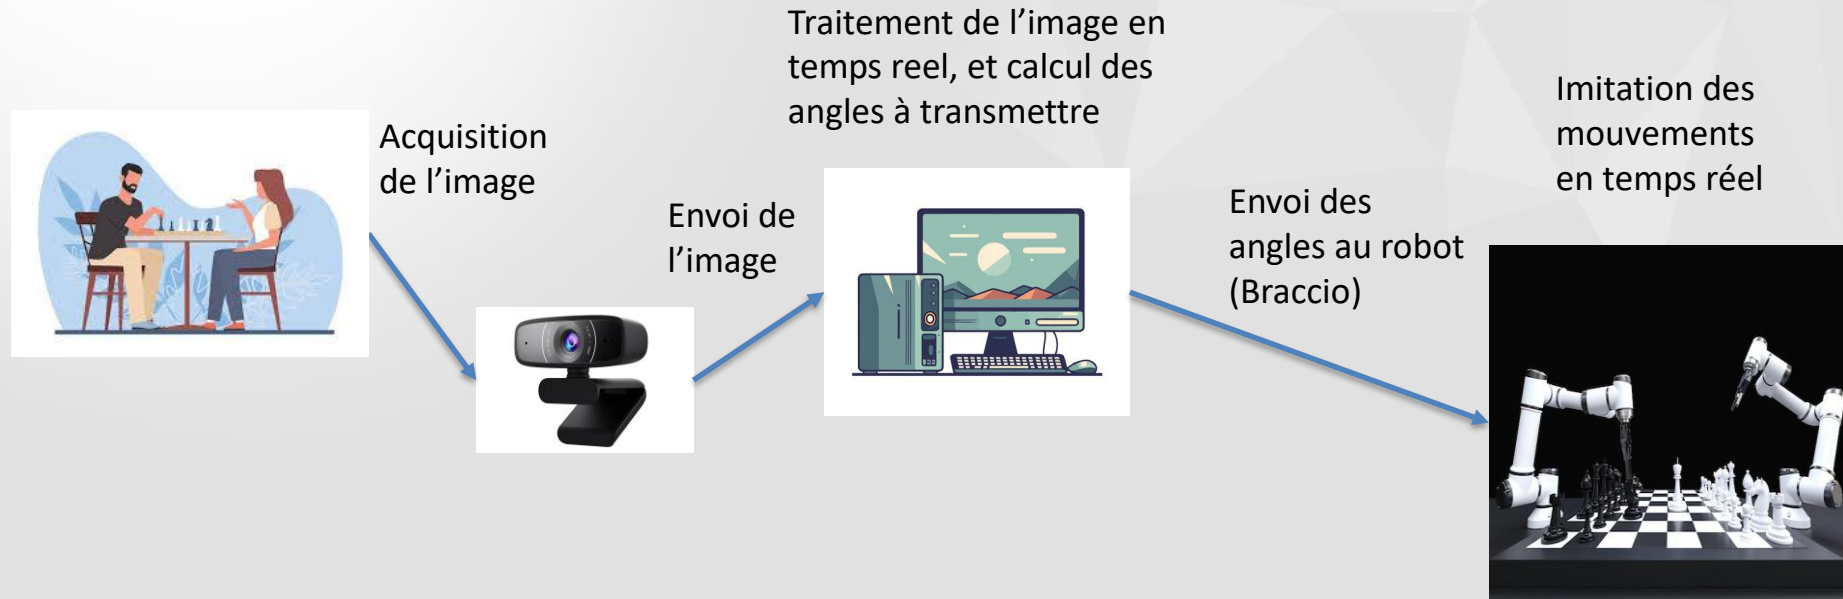 Acquisition
de l’image
Envoi de
l’image
Traitement de l’image en
temps reel, et calcul des
angles à transmettre
Envoi des
angles au robot
(Braccio)
Imitation des
mouvements
en temps réel